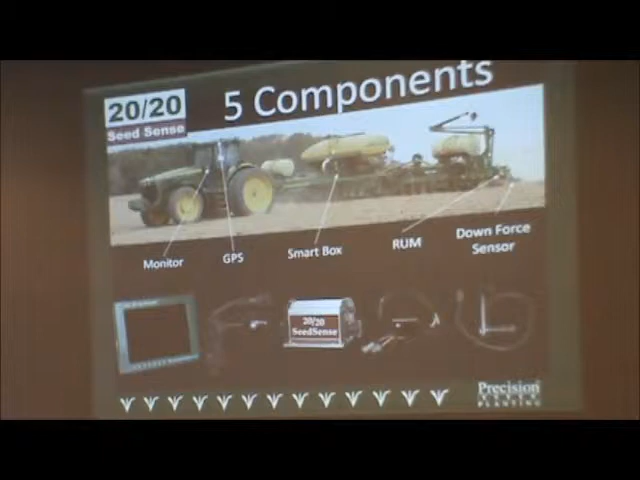 20/20
Seed Sense
5 Components
Monitor
GPS
Smart Box
RUM
Down Force
Sensor
20/20
SeedSense
Precision
PLANTING